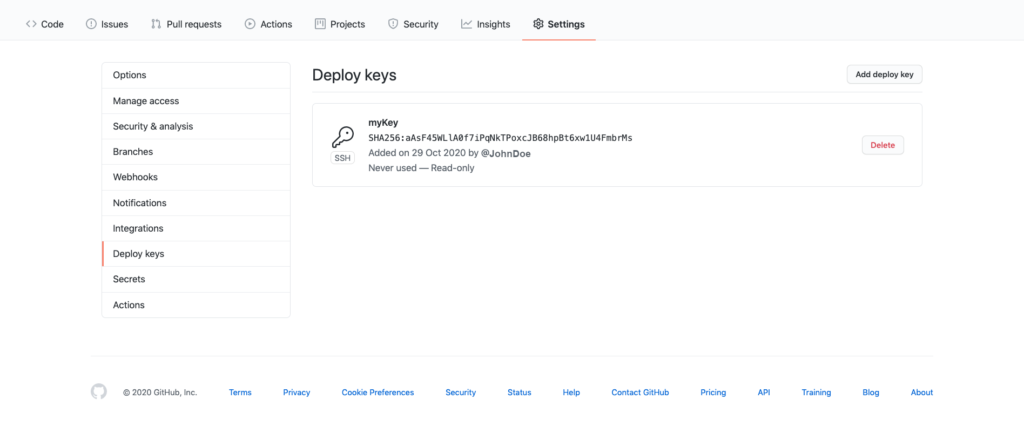 Code Issues Pull requests Actions Projects Security Insights Settings
Options
Manage access
Security & analysis
Branches
Webhooks
Notifications
Integrations
Deploy keys
Secrets
Actions
Deploy keys Add deploy key
myKey
SHA256:aAsF45WLlA0f7iPqNkTPoxcJB68hpBt6xw1U4FmbrMs
Added on 29 Oct 2020 by @JohnDoe
Never used — Read-only
SSH
Delete
© 2020 GitHub, Inc. Terms Privacy Cookie Preferences Security Status Help Contact GitHub Pricing API Training Blog About